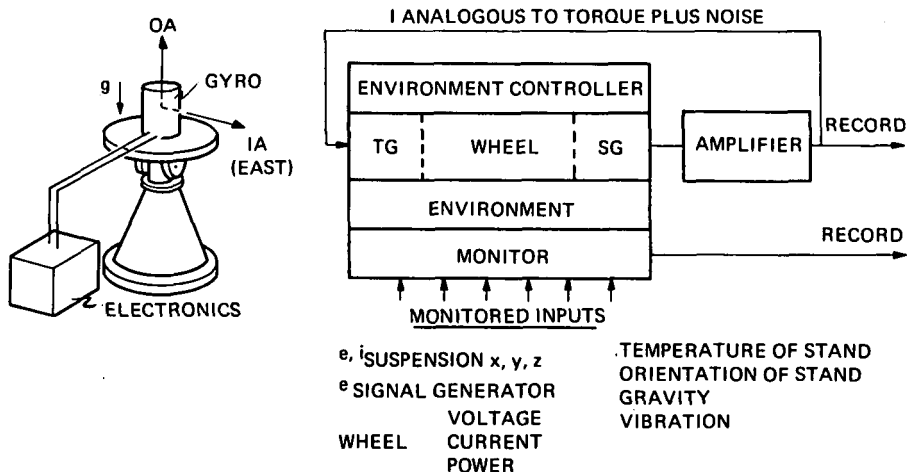 I ANALOGOUS TO TORQUE PLUS NOISE
OA
g
GYRO
IA
(EAST)
ELECTRONICS
ENVIRONMENT CONTROLLER
TG
WHEEL
SG
AMPLIFIER
RECORD
ENVIRONMENT
MONITOR
RECORD
MONITORED INPUTS
e, i SUSPENSION x, y, z
e SIGNAL GENERATOR
VOLTAGE
WHEEL CURRENT
POWER
TEMPERATURE OF STAND
ORIENTATION OF STAND
GRAVITY
VIBRATION